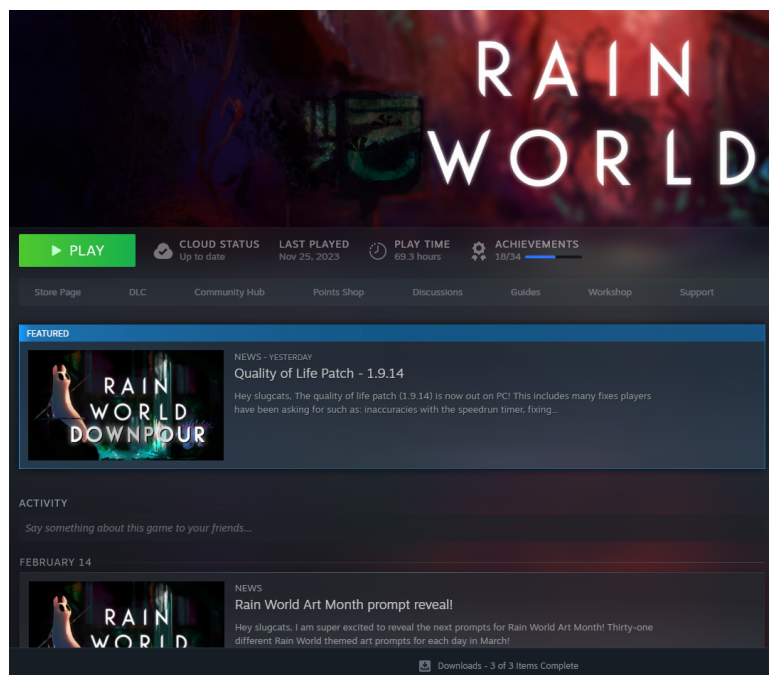 RAIN
WORLD
PLAY
CLOUD STATUS
Up to date
LAST PLAYED
Nov 25, 2023
PLAY TIME
69.3 hours
ACHIEVEMENTS
18/34
Store Page DLC Community Hub Points Shop Discussions Guides Workshop Support
FEATURED
RAIN
WORLD
DOWNPOUR
NEWS - YESTERDAY
Quality of Life Patch - 1.9.14
Hey slugcats, The quality of life patch (1.9.14) is now out on PC! This includes many fixes players
have been asking for such as: inaccuracies with the speedrun timer, fixing...
ACTIVITY
Say something about this game to your friends...
FEBRUARY 14
RAIN
WORLD
NEWS
Rain World Art Month prompt reveal!
Hey slugcats, I am super excited to reveal the next prompts for Rain World Art Month! Thirty-one
different Rain World themed art prompts for each day in March!
Downloads - 3 of 3 Items Complete